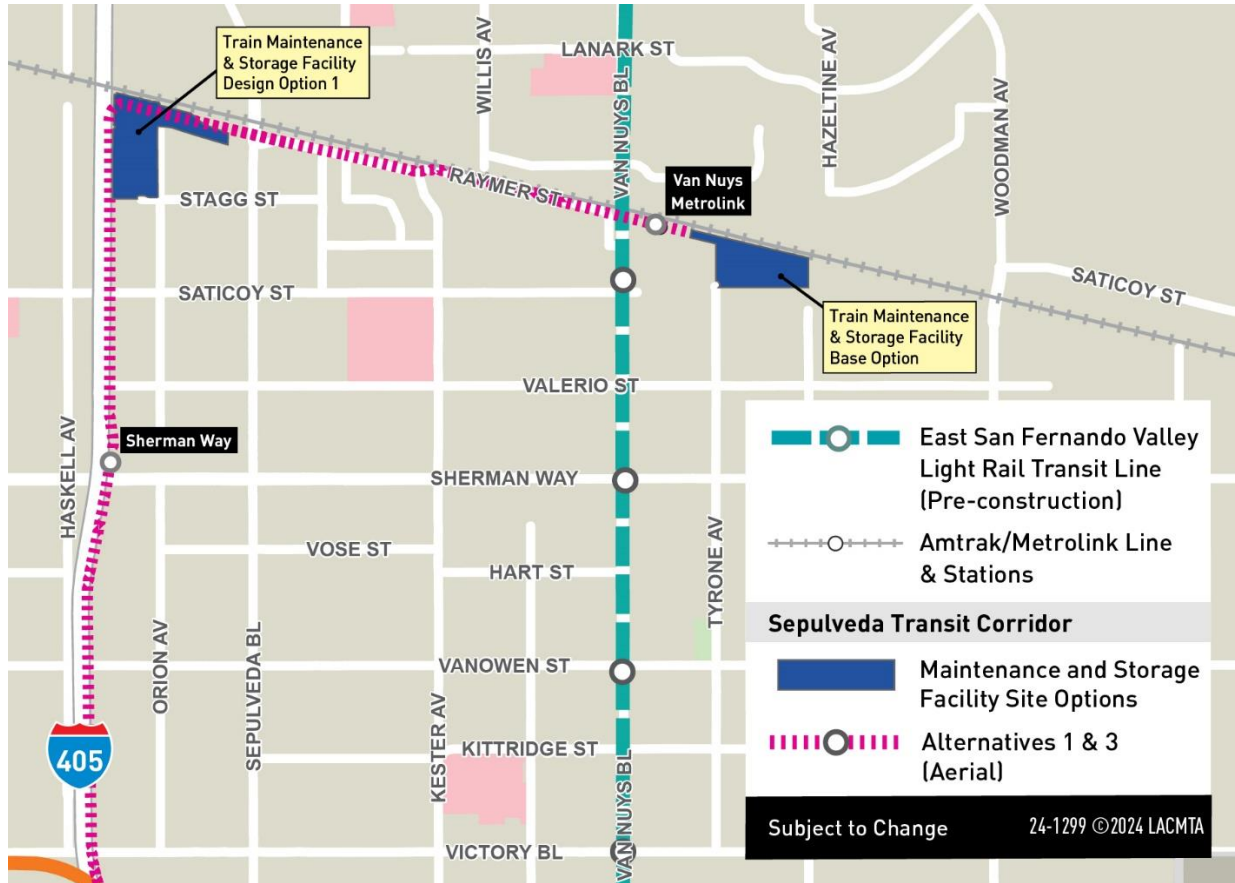 Train Maintenance
& Storage Facility
Design Option 1
WILLIS AV
LANARK ST
VAN NUYS BL
HAZELTINE AV
WOODMAN AV
RAYMER ST
Van Nuys
Metrolink
STAGG ST
SATICOY ST
SATICOY ST
Train Maintenance
& Storage Facility
Base Option
VALERIO ST
HASKELL AV
Sherman Way
SHERMAN WAY
VOSE ST
HART ST
TYRONE AV
ORION AV
SEPULVEDA BL
KESTER AV
VANOWEN ST
405
KITTRIDGE ST
VAN NUYS BL
VICTORY BL
East San Fernando Valley
Light Rail Transit Line
(Pre-construction)
Amtrak/Metrolink Line
& Stations
Sepulveda Transit Corridor
Maintenance and Storage
Facility Site Options
Alternatives 1 & 3
(Aerial)
Subject to Change
24-1299 ©2024 LACMTA